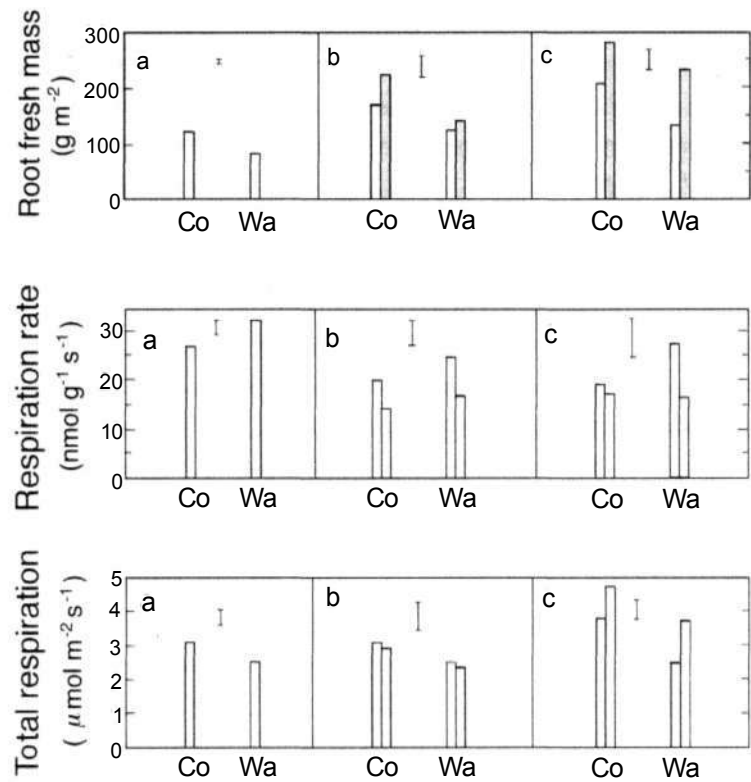 Root fresh mass
(g m⁻²)
300
200
100
0
a
b
c
Co Wa
Co Wa
Co Wa
Respiration rate
(nmol g⁻¹ s⁻¹)
30
20
10
0
a
b
c
Co Wa
Co Wa
Co Wa
Total respiration
( μmol m⁻² s⁻¹)
5
4
3
2
1
0
a
b
c
Co Wa
Co Wa
Co Wa